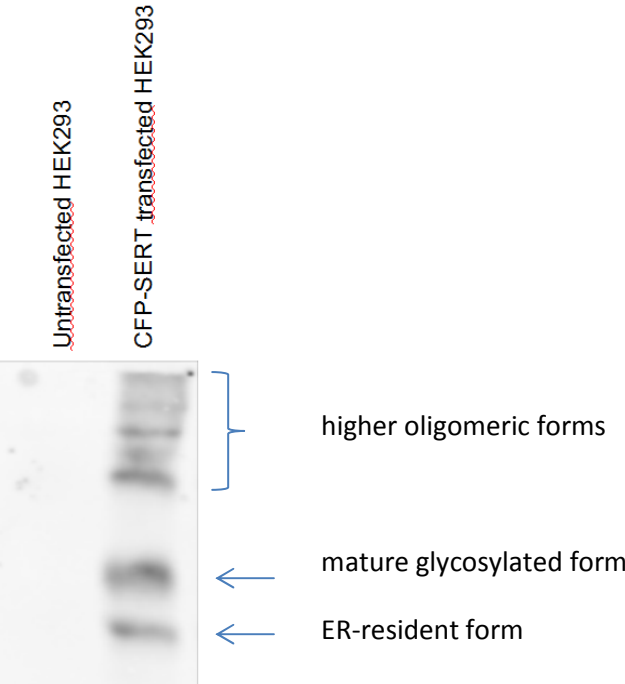 Untransfected HEK293
CFP-SERT transfected HEK293
higher oligomeric forms
mature glycosylated form
ER-resident form